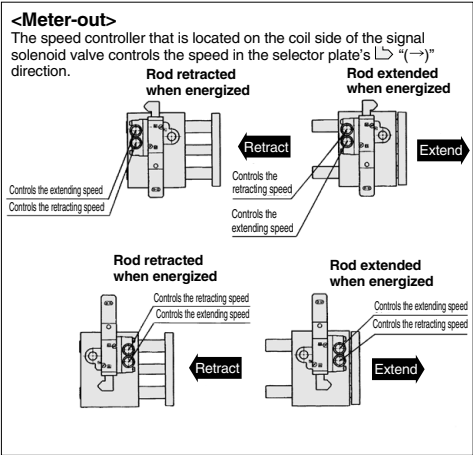 <Meter-out>
The speed controller that is located on the coil side of the signal
solenoid valve controls the speed in the selector plate's “(→)”
direction.
Rod retracted
when energized
Rod extended
when energized
Retract
Extend
Controls the extending speed
Controls the retracting speed
Controls the
retracting speed
Controls the
extending speed
Rod retracted
when energized
Rod extended
when energized
Controls the retracting speed
Controls the extending speed
Controls the extending speed
Controls the retracting speed
Retract
Extend